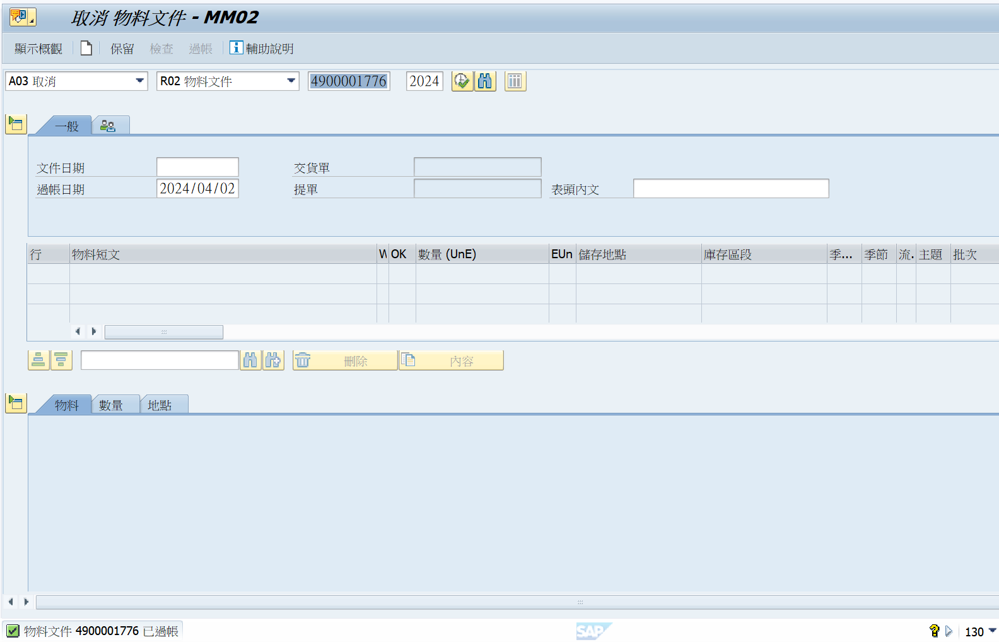 取消 物料文件 - MM02
顯示概觀 保留 檢查 過帳 輔助說明
A03 取消 R02 物料文件 4900001776 2024
一般
文件日期 交貨單
過帳日期 2024/04/02 提單 表頭內文
行 物料短文 W OK 數量 (UnE) EUn 儲存地點 庫存區段 季... 季節 流. 主題 批次
刪除 內容
物料 數量 地點
物料文件 4900001776 已過帳 SAP 130